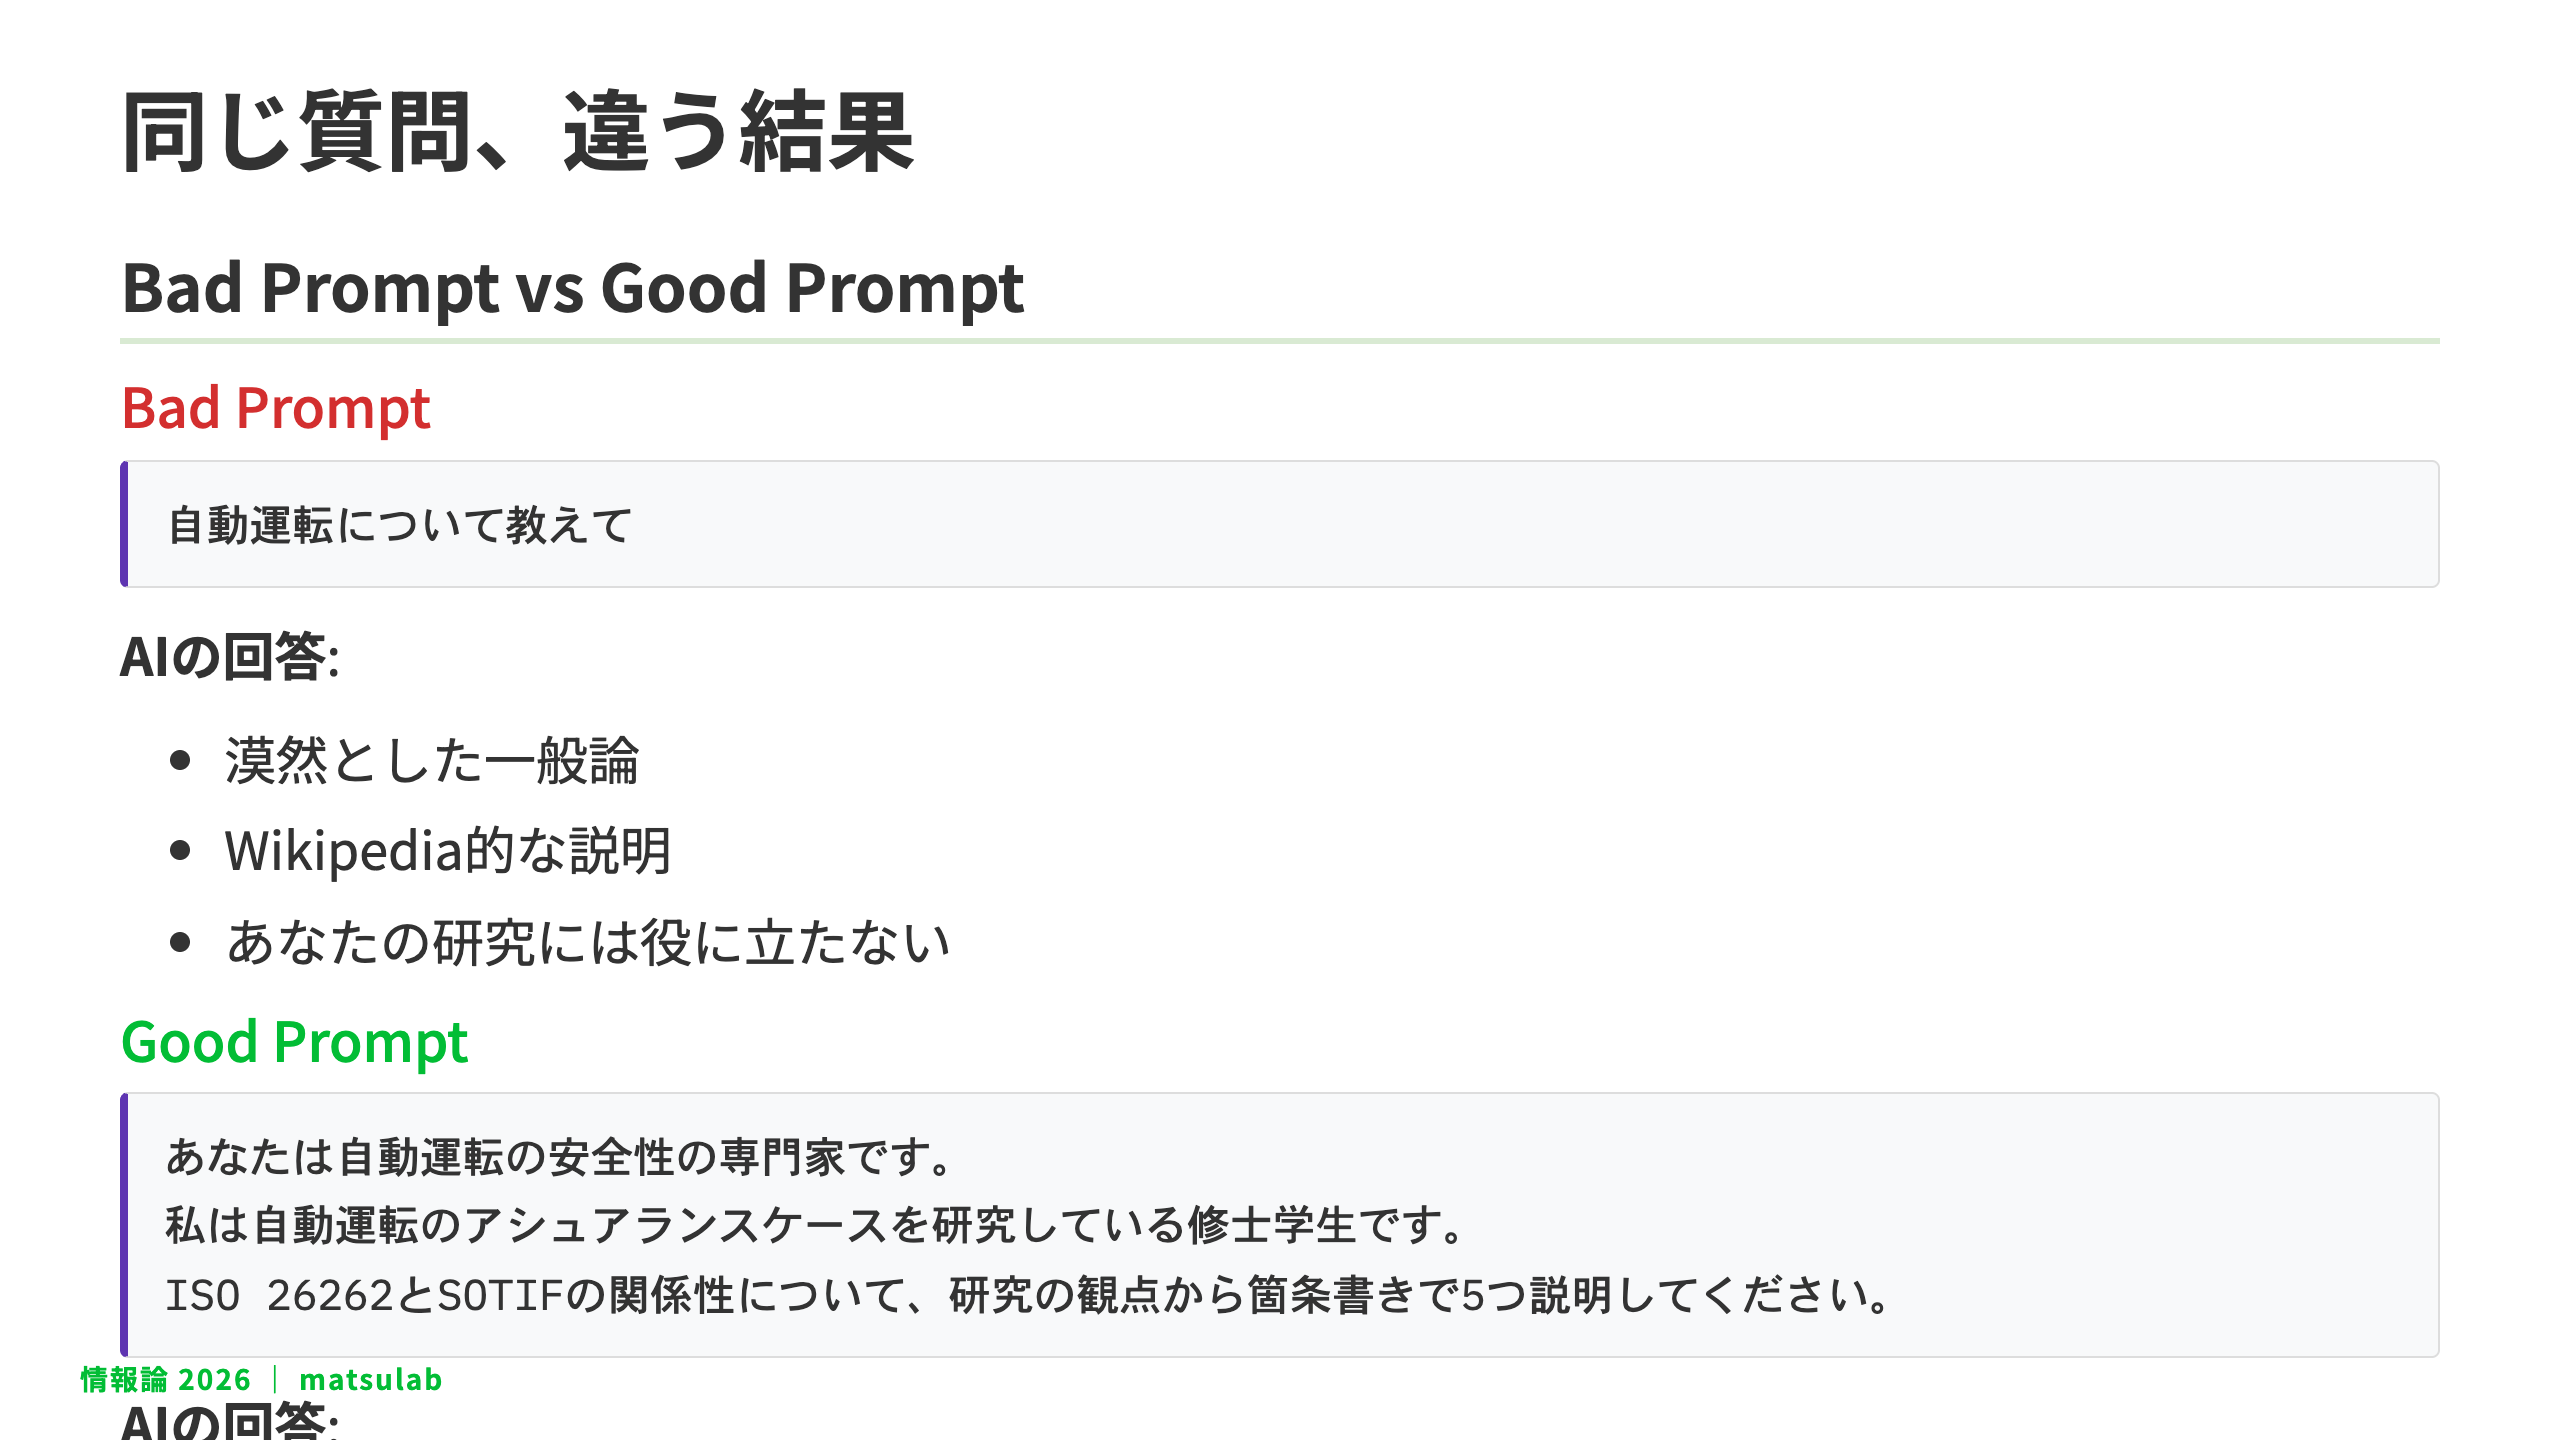 同じ質問、違う結果
Bad Prompt vs Good Prompt
Bad Prompt
自動運転について教えて
AIの回答:
漠然とした一般論
Wikipedia的な説明
あなたの研究には役に立たない
Good Prompt
あなたは自動運転の安全性の専門家です。
私は自動運転のアシュアランスケースを研究している修士学生です。
ISO 26262とSOTIFの関係性について、研究の観点から箇条書きで5つ説明してください。
情報論 2026 ｜ matsulab
AIの回答: